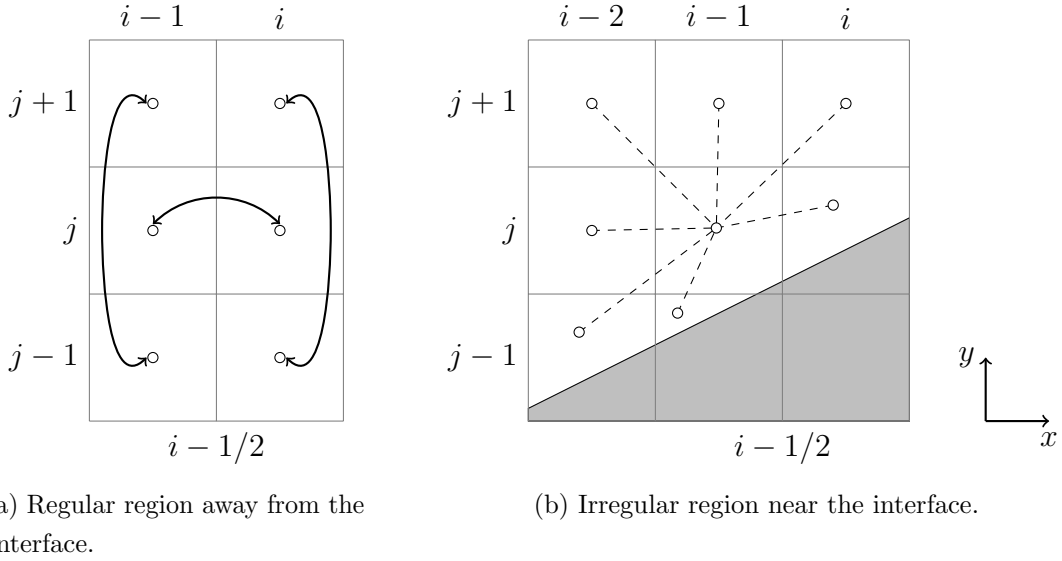 i − 1 i
i − 2 i − 1 i
j + 1
j
j − 1
i − 1/2
j + 1
j
j − 1
i − 1/2
y
x
a) Regular region away from the
nterface.
(b) Irregular region near the interface.